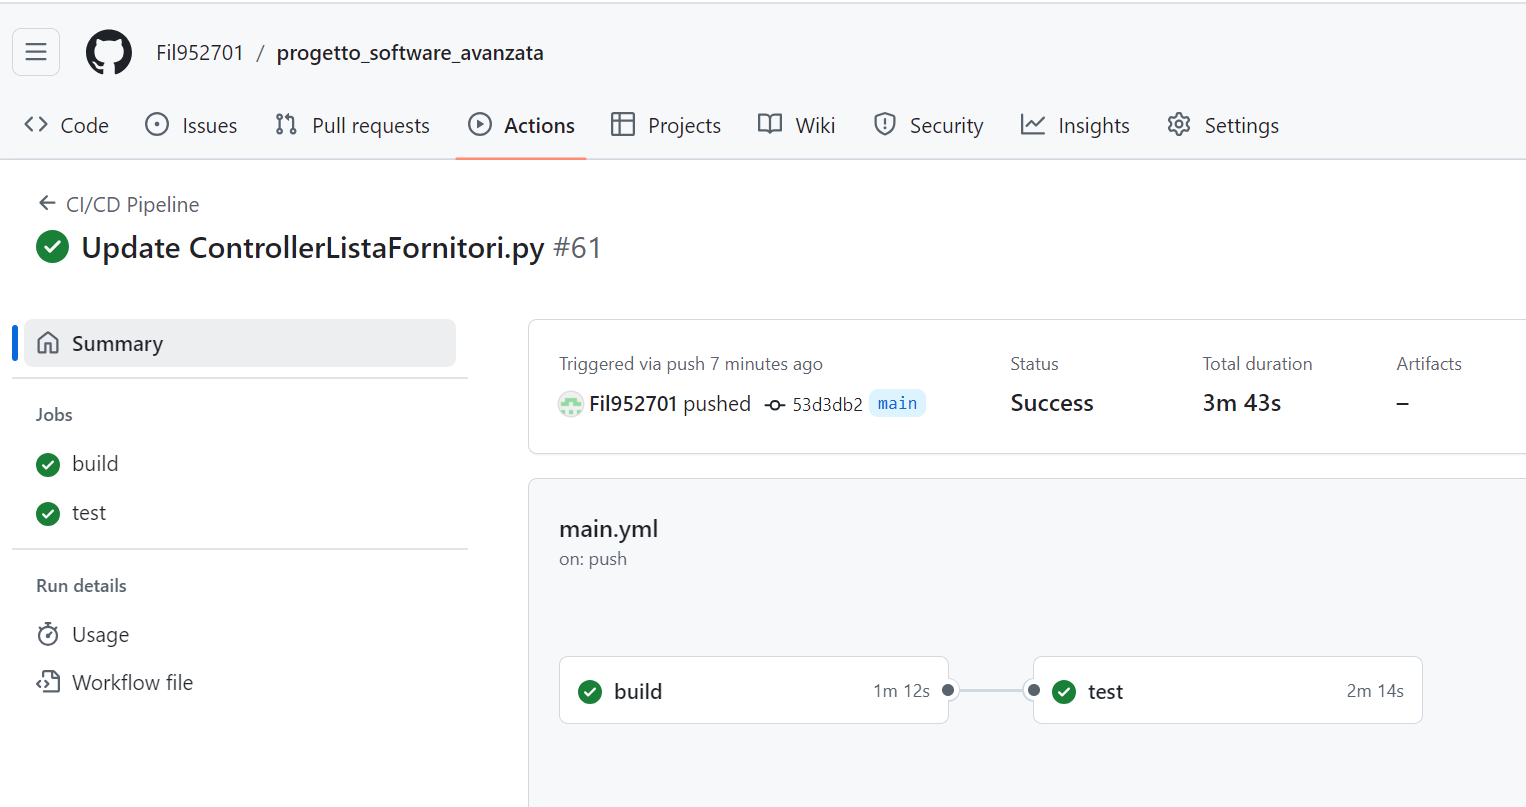 Fil952701 / progetto_software_avanzata
Code Issues Pull requests Actions Projects Wiki Security Insights Settings
CI/CD Pipeline
Update ControllerListaFornitori.py #61
Summary
Jobs
build
test
Run details
Usage
Workflow file
Triggered via push 7 minutes ago
Fil952701 pushed 53d3db2 main
Status
Success
Total duration
3m 43s
Artifacts
–
main.yml
on: push
build 1m 12s
test 2m 14s